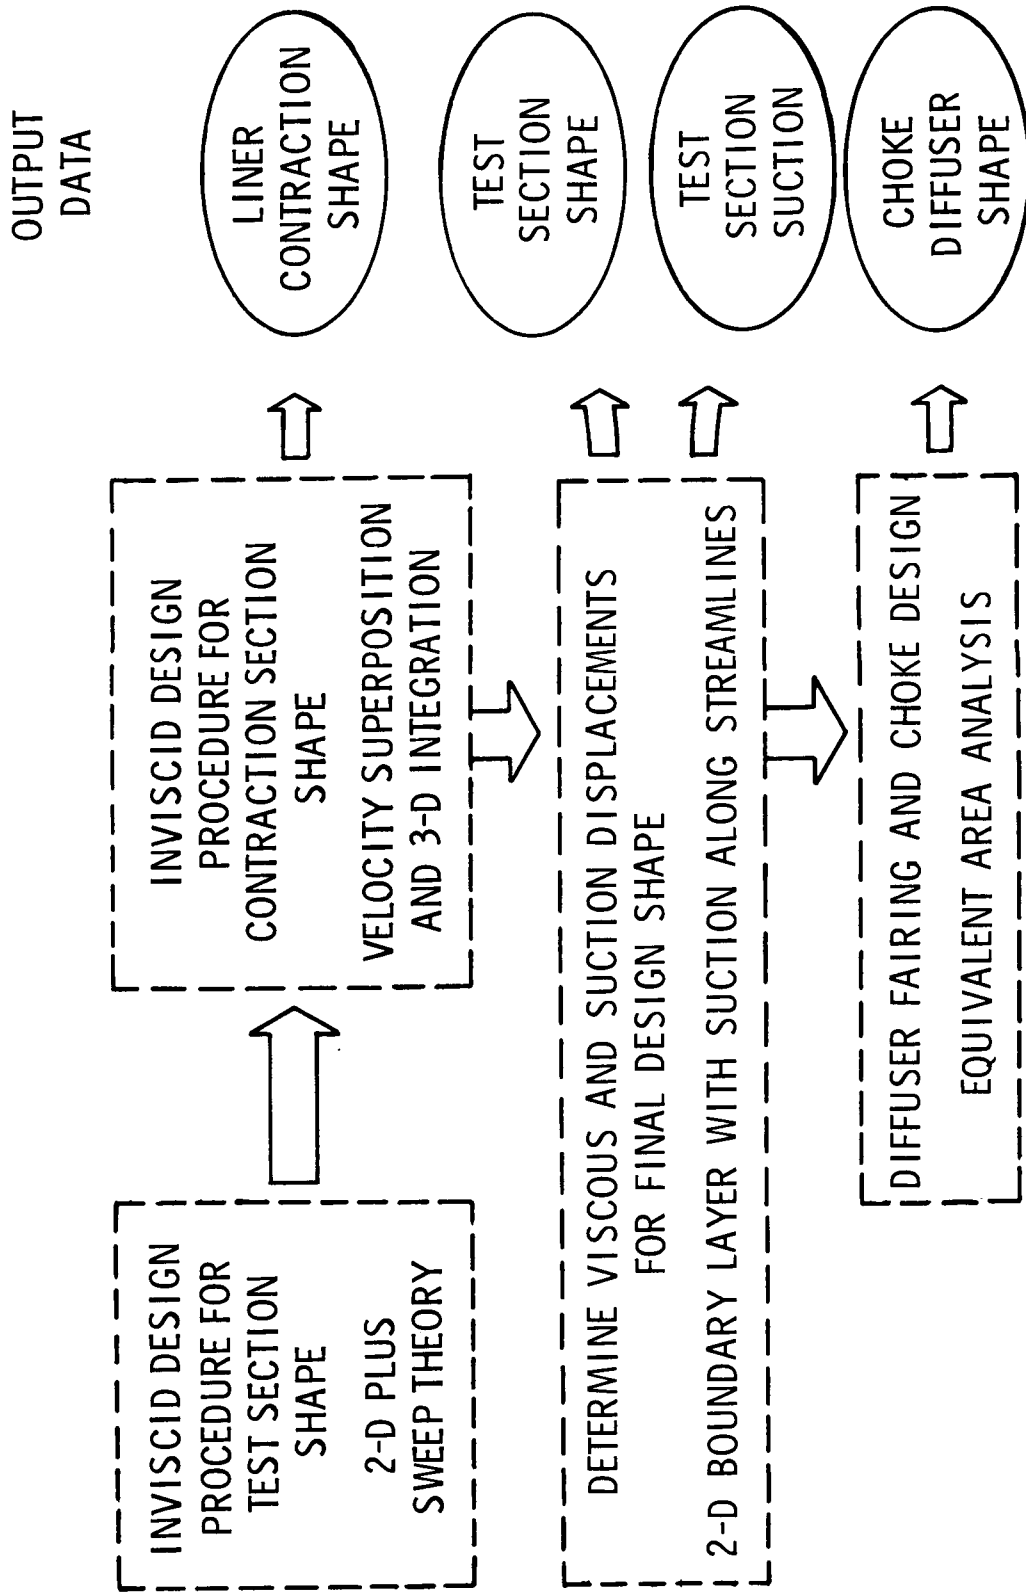 OUTPUT
DATA
INVISCID DESIGN
PROCEDURE FOR
TEST SECTION
SHAPE
2-D PLUS
SWEEP THEORY
INVISCID DESIGN
PROCEDURE FOR
CONTRACTION SECTION
SHAPE
VELOCITY SUPERPOSITION
AND 3-D INTEGRATION
LINER
CONTRACTION
SHAPE
DETERMINE VISCOUS AND SUCTION DISPLACEMENTS
FOR FINAL DESIGN SHAPE
2-D BOUNDARY LAYER WITH SUCTION ALONG STREAMLINES
TEST
SECTION
SHAPE
TEST
SECTION
SUCTION
DIFFUSER FAIRING AND CHOKE DESIGN
EQUIVALENT AREA ANALYSIS
CHOKE
DIFFUSER
SHAPE